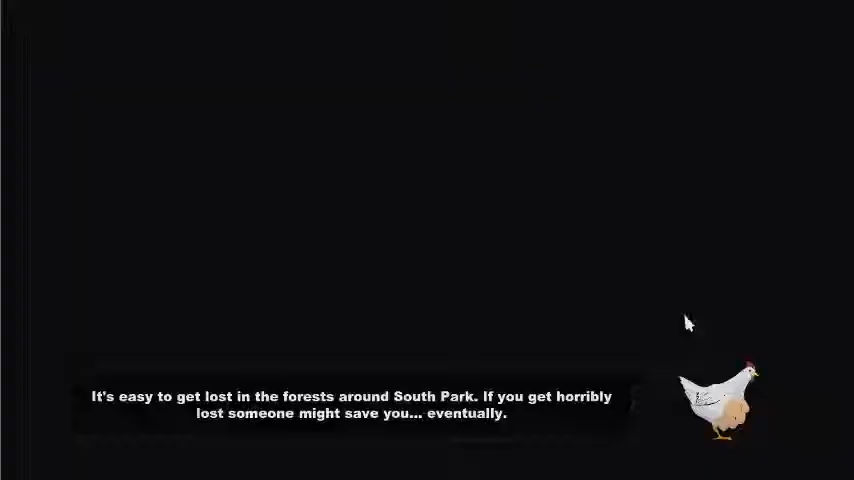 It's easy to get lost in the forests around South Park. If you get horribly
lost someone might save you... eventually.